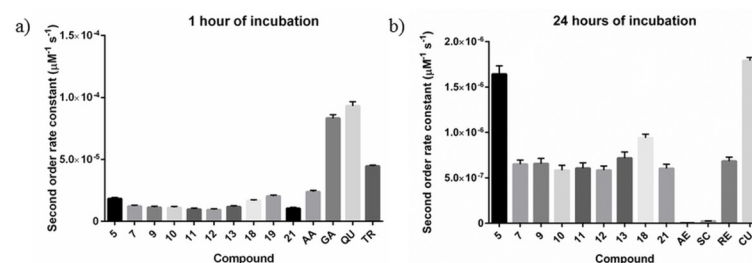 a)
1 hour of incubation
Second order rate constant (μM⁻¹ s⁻¹)
1.5×10⁻⁴
1.0×10⁻⁴
5.0×10⁻⁵
0
5 7 9 10 11 12 13 18 19 21 AA GA QU TR
Compound
b)
24 hours of incubation
Second order rate constant (μM⁻¹ s⁻¹)
2.0×10⁻⁶
1.5×10⁻⁶
1.0×10⁻⁶
5.0×10⁻⁷
0
5 7 9 10 11 12 13 18 21 AE SC RE CU
Compound